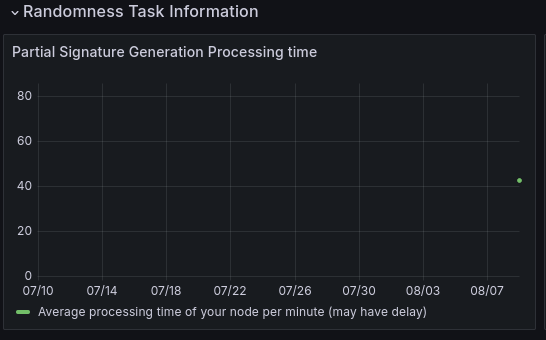 Randomness Task Information
Partial Signature Generation Processing time
80
60
40
20
0
07/10 07/14 07/18 07/22 07/26 07/30 08/03 08/07
Average processing time of your node per minute (may have delay)